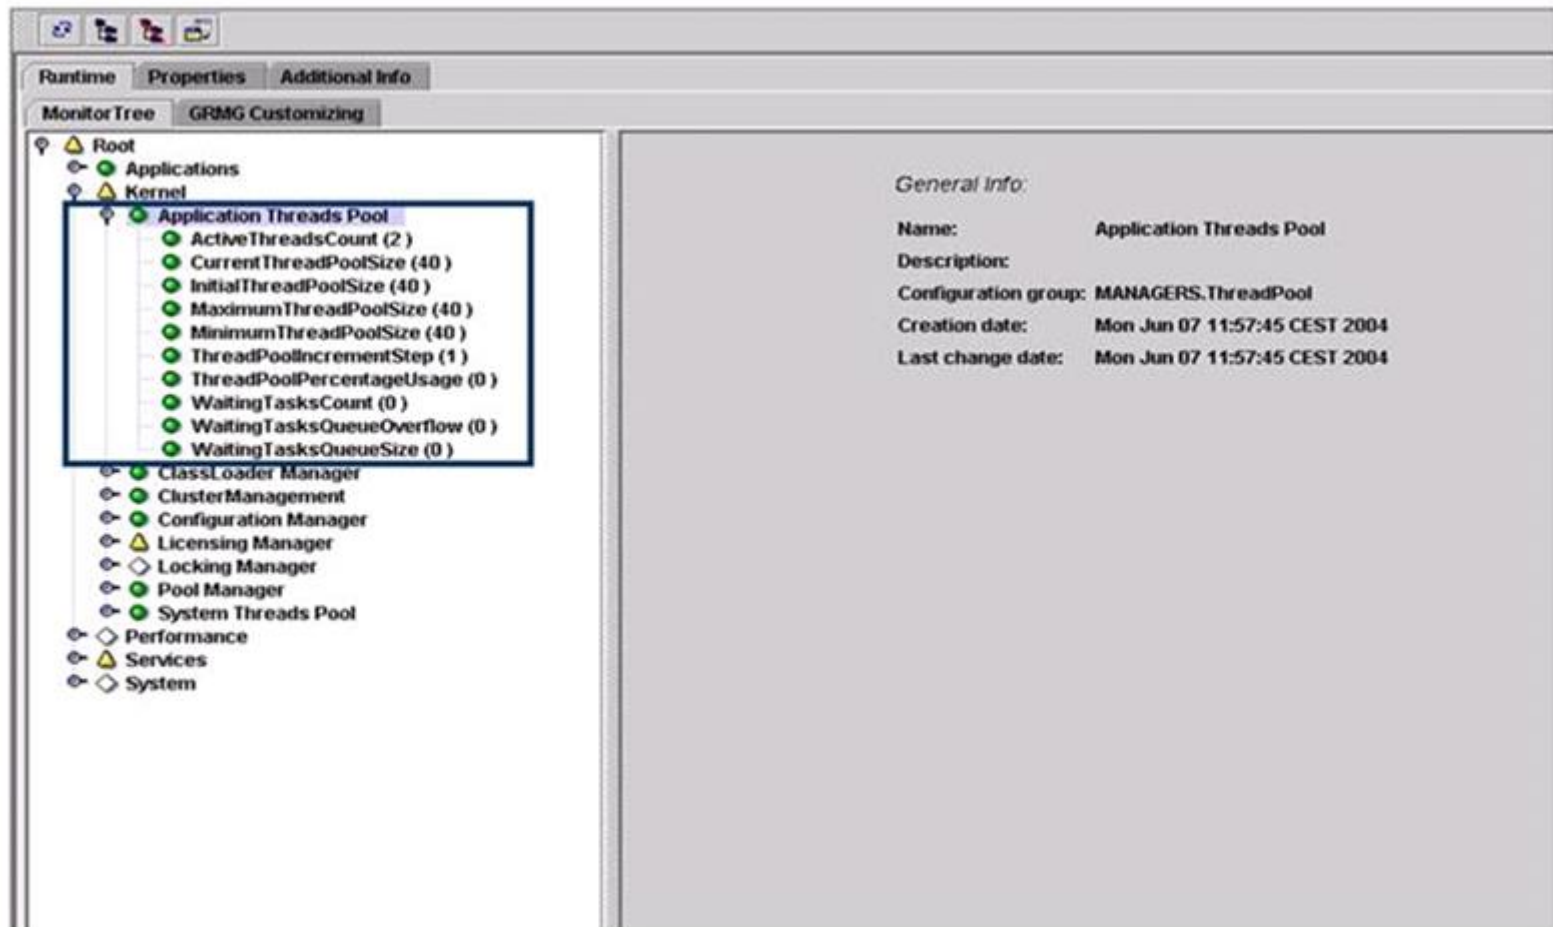 Runtime Properties Additional Info
MonitorTree GRMG Customizing
Root
Applications
Kernel
Application Threads Pool
ActiveThreadsCount (2 )
CurrentThreadPoolSize (40 )
InitialThreadPoolSize (40 )
MaximumThreadPoolSize (40 )
MinimumThreadPoolSize (40 )
ThreadPoolIncrementStep (1 )
ThreadPoolPercentageUsage (0 )
WaitingTasksCount (0 )
WaitingTasksQueueOverflow (0 )
WaitingTasksQueueSize (0 )
ClassLoader Manager
ClusterManagement
Configuration Manager
Licensing Manager
Locking Manager
Pool Manager
System Threads Pool
Performance
Services
System
General Info:
Name: Application Threads Pool
Description:
Configuration group: MANAGERS.ThreadPool
Creation date: Mon Jun 07 11:57:45 CEST 2004
Last change date: Mon Jun 07 11:57:45 CEST 2004